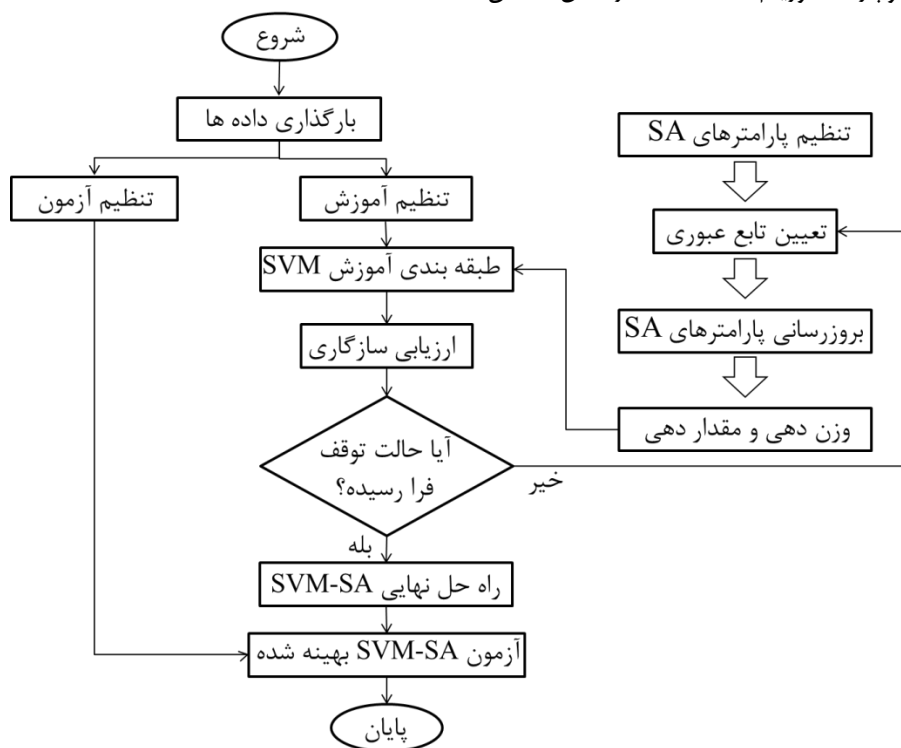 شروع
بارگذاری داده ها
تنظیم آزمون
تنظیم آموزش
طبقه بندی آموزش SVM
ارزیابی سازگاری
آیا حالت توقف
فرا رسیده؟
خیر
بله
راه حل نهایی SVM-SA
آزمون SVM-SA بهینه شده
پایان
تنظیم پارامترهای SA
تعیین تابع عبوری
بروزرسانی پارامترهای SA
وزن دهی و مقدار دهی